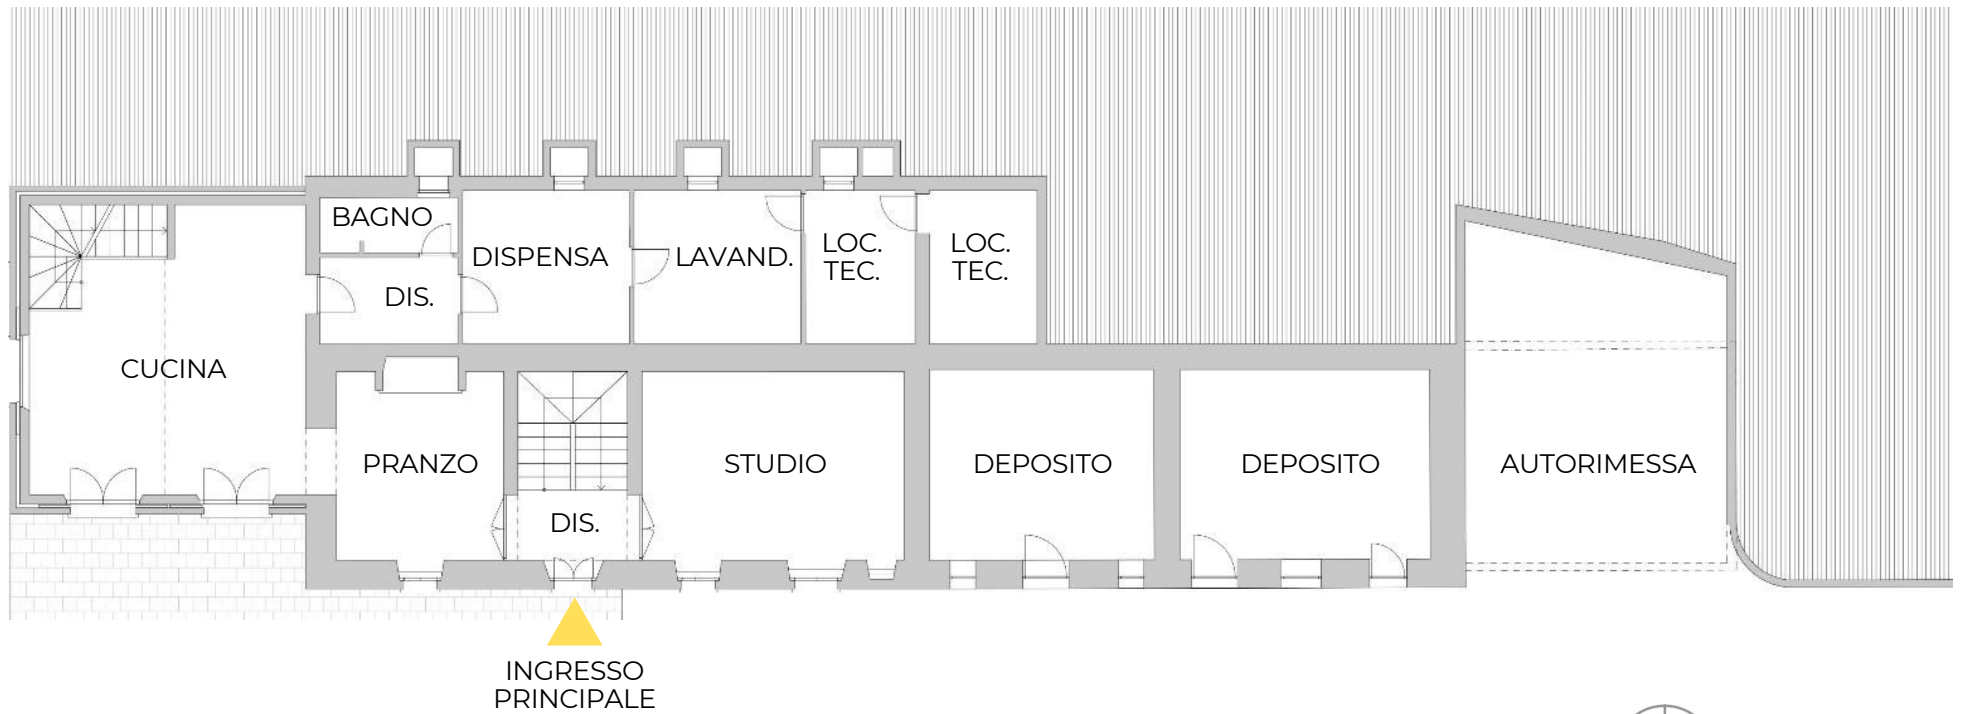 BAGNO
DISPENSA
LAVAND.
LOC.
TEC.
LOC.
TEC.
DIS.
CUCINA
PRANZO
STUDIO
DEPOSITO
DEPOSITO
AUTORIMESSA
DIS.
INGRESSO
PRINCIPALE